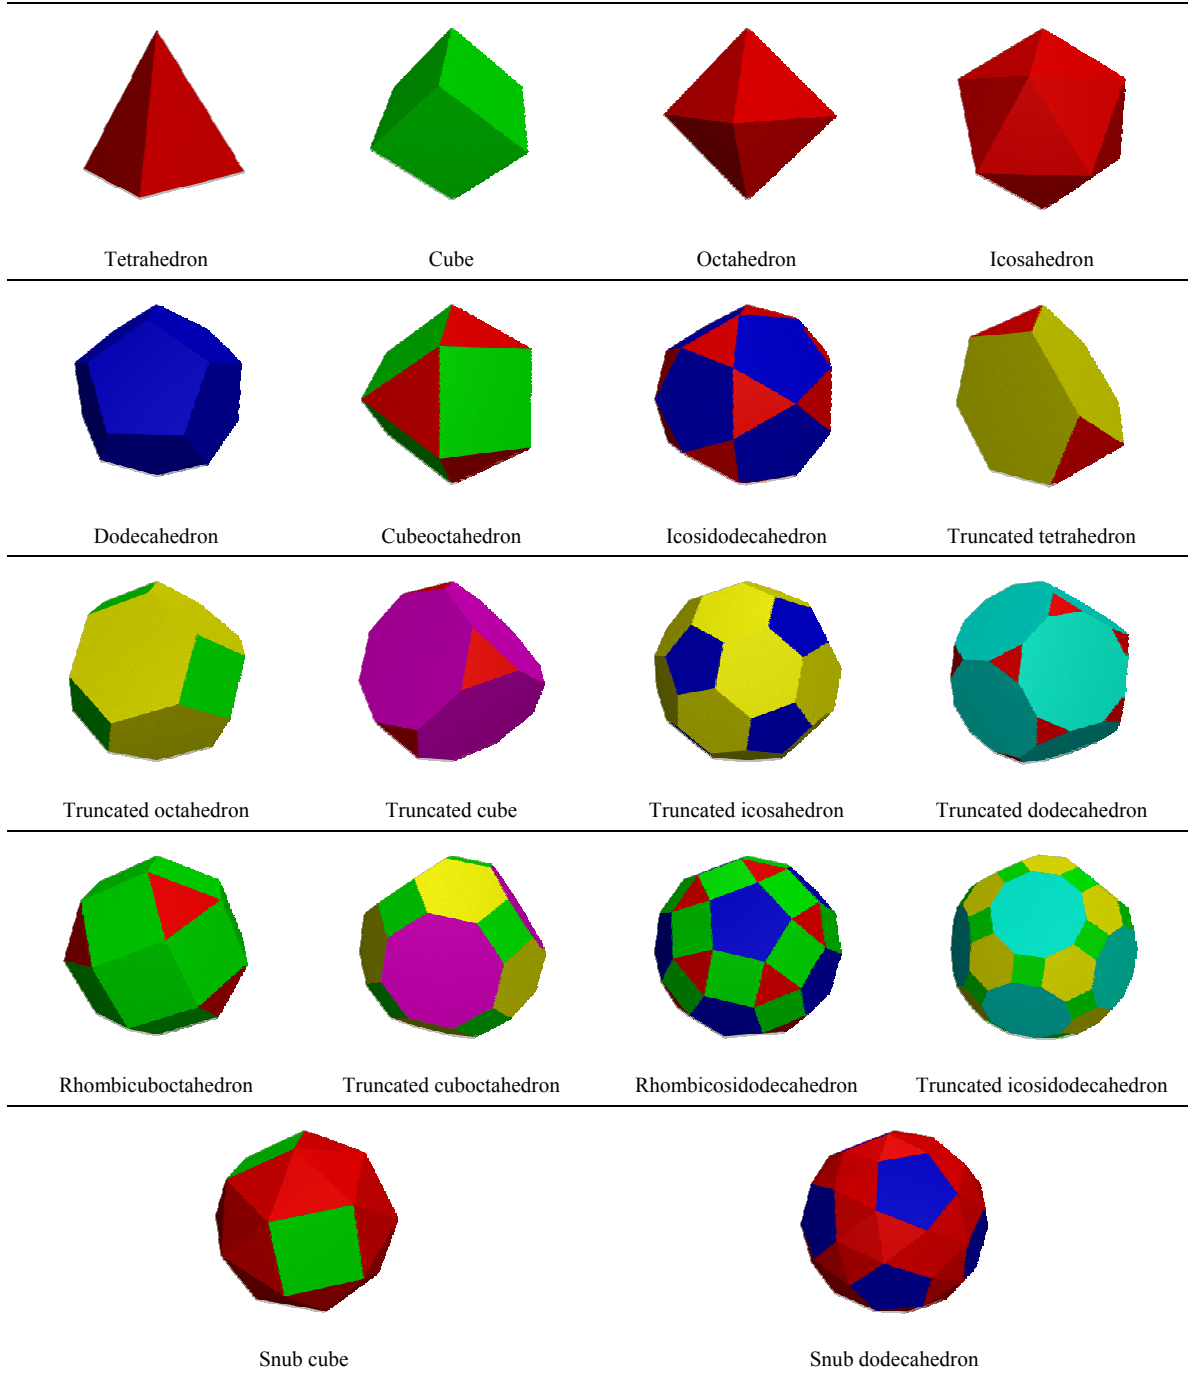 Tetrahedron Cube Octahedron Icosahedron
Dodecahedron Cubeoctahedron Icosidodecahedron Truncated tetrahedron
Truncated octahedron Truncated cube Truncated icosahedron Truncated dodecahedron
Rhombicuboctahedron Truncated cuboctahedron Rhombicosidodecahedron Truncated icosidodecahedron
Snub cube Snub dodecahedron